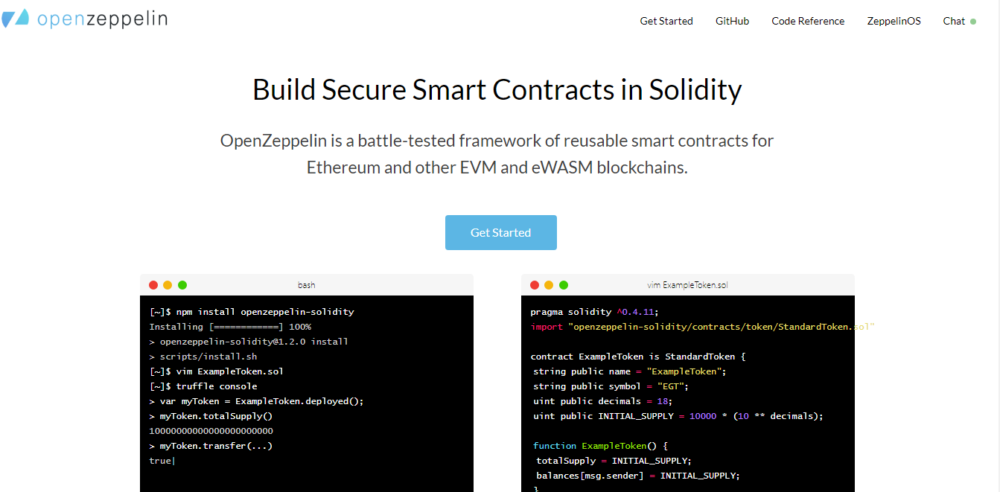 openzeppelin
Get Started
GitHub
Code Reference
ZeppelinOS
Chat
Build Secure Smart Contracts in Solidity
OpenZeppelin is a battle-tested framework of reusable smart contracts for
Ethereum and other EVM and eWASM blockchains.
Get Started
bash
[~]$ npm install openzeppelin-solidity
Installing [============] 100%
> openzeppelin-solidity@1.2.0 install
> scripts/install.sh
[~]$ vim ExampleToken.sol
[~]$ truffle console
> var myToken = ExampleToken.deployed();
> myToken.totalSupply()
10000000000000000000000
> myToken.transfer(...)
true|
vim ExampleToken.sol
pragma solidity ^0.4.11;
import "openzeppelin-solidity/contracts/token/StandardToken.sol"
contract ExampleToken is StandardToken {
string public name = "ExampleToken";
string public symbol = "EGT";
uint public decimals = 18;
uint public INITIAL_SUPPLY = 10000 * (10 ** decimals);
function ExampleToken() {
totalSupply = INITIAL_SUPPLY;
balances[msg.sender] = INITIAL_SUPPLY;
}